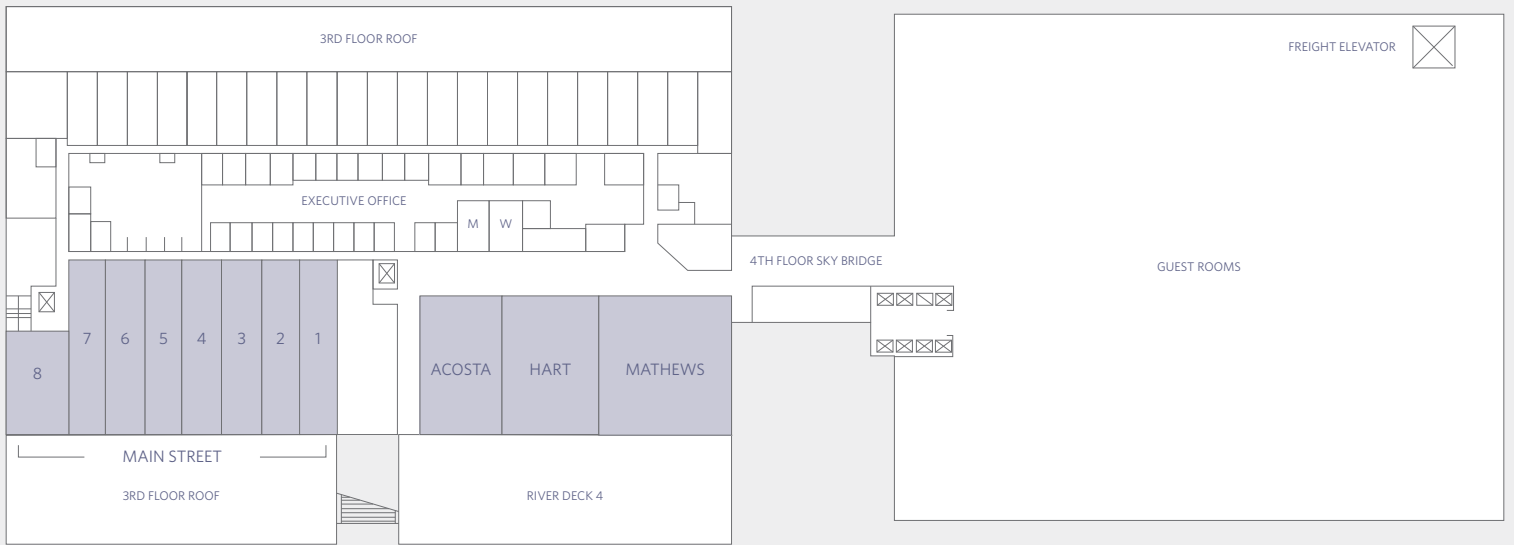 3RD FLOOR ROOF
FREIGHT ELEVATOR
EXECUTIVE OFFICE
M W
4TH FLOOR SKY BRIDGE
GUEST ROOMS
8 7 6 5 4 3 2 1
ACOSTA HART MATHEWS
MAIN STREET
3RD FLOOR ROOF
RIVER DECK 4